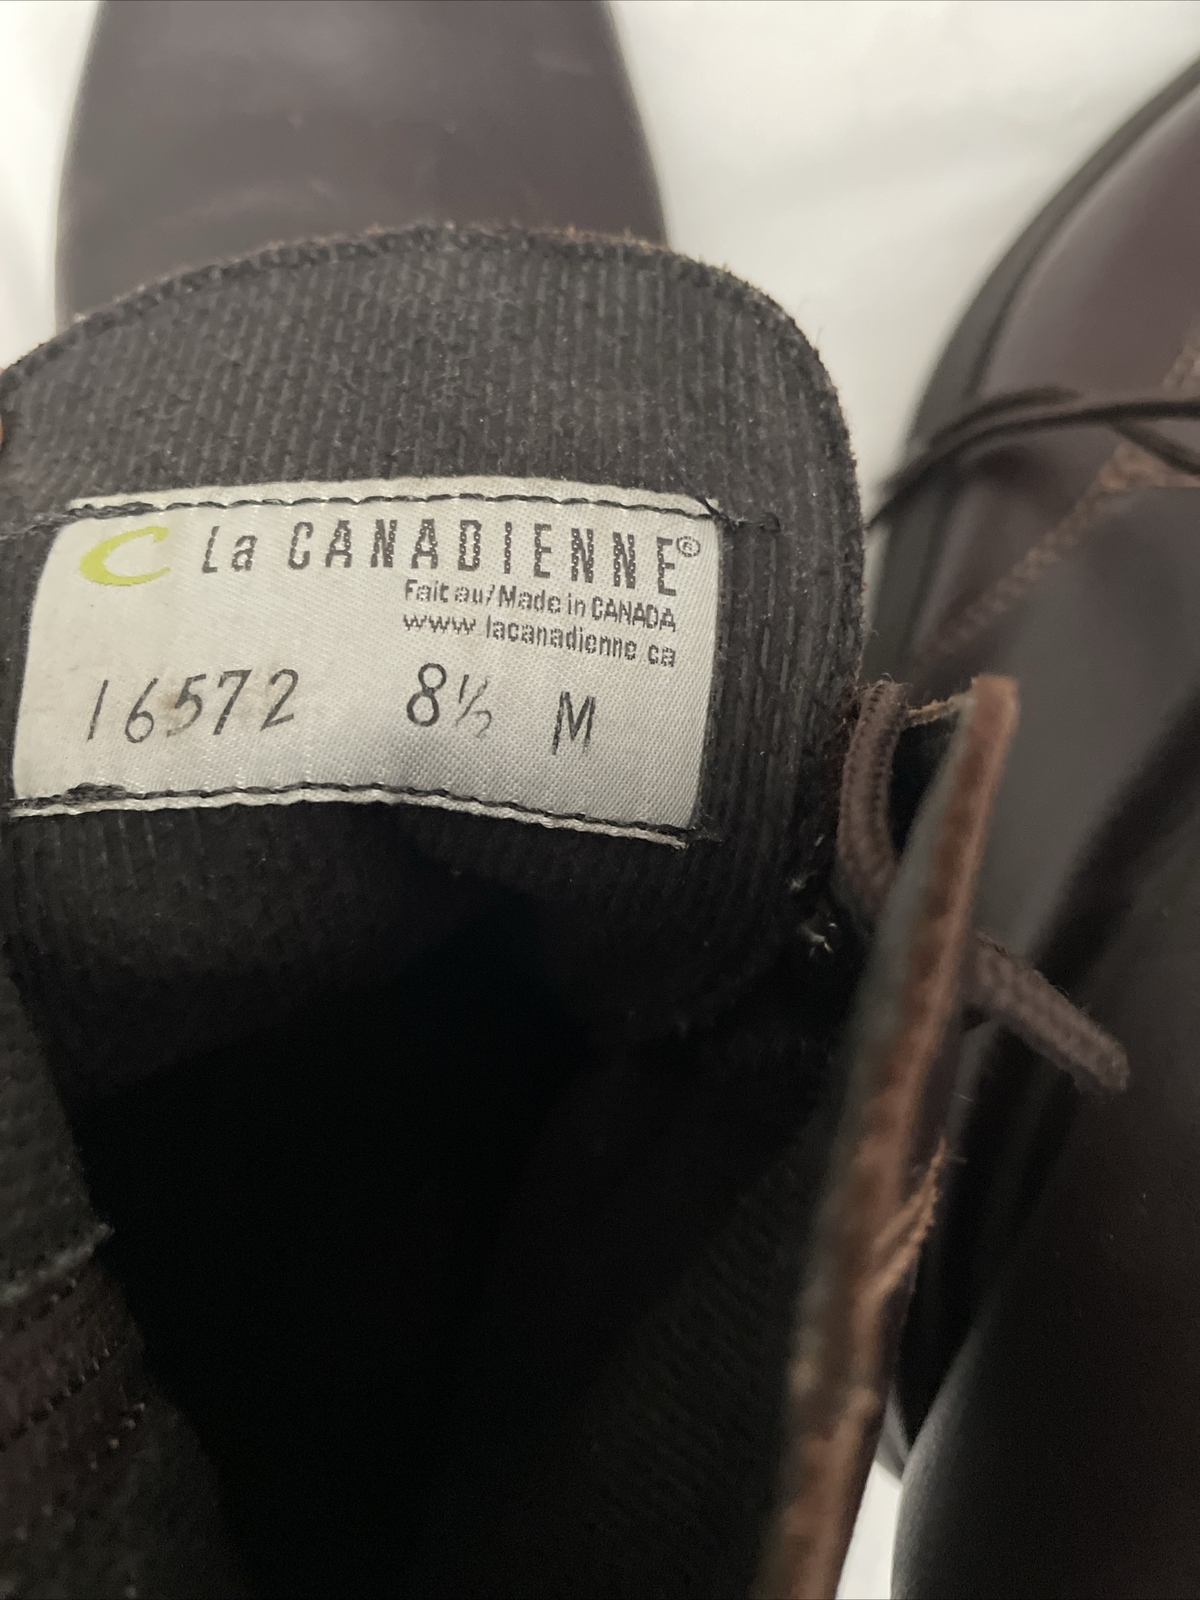 La CANADIENNE®
Fait au/Made in CANADA
www.lacanadienne.ca
16572 8½ M